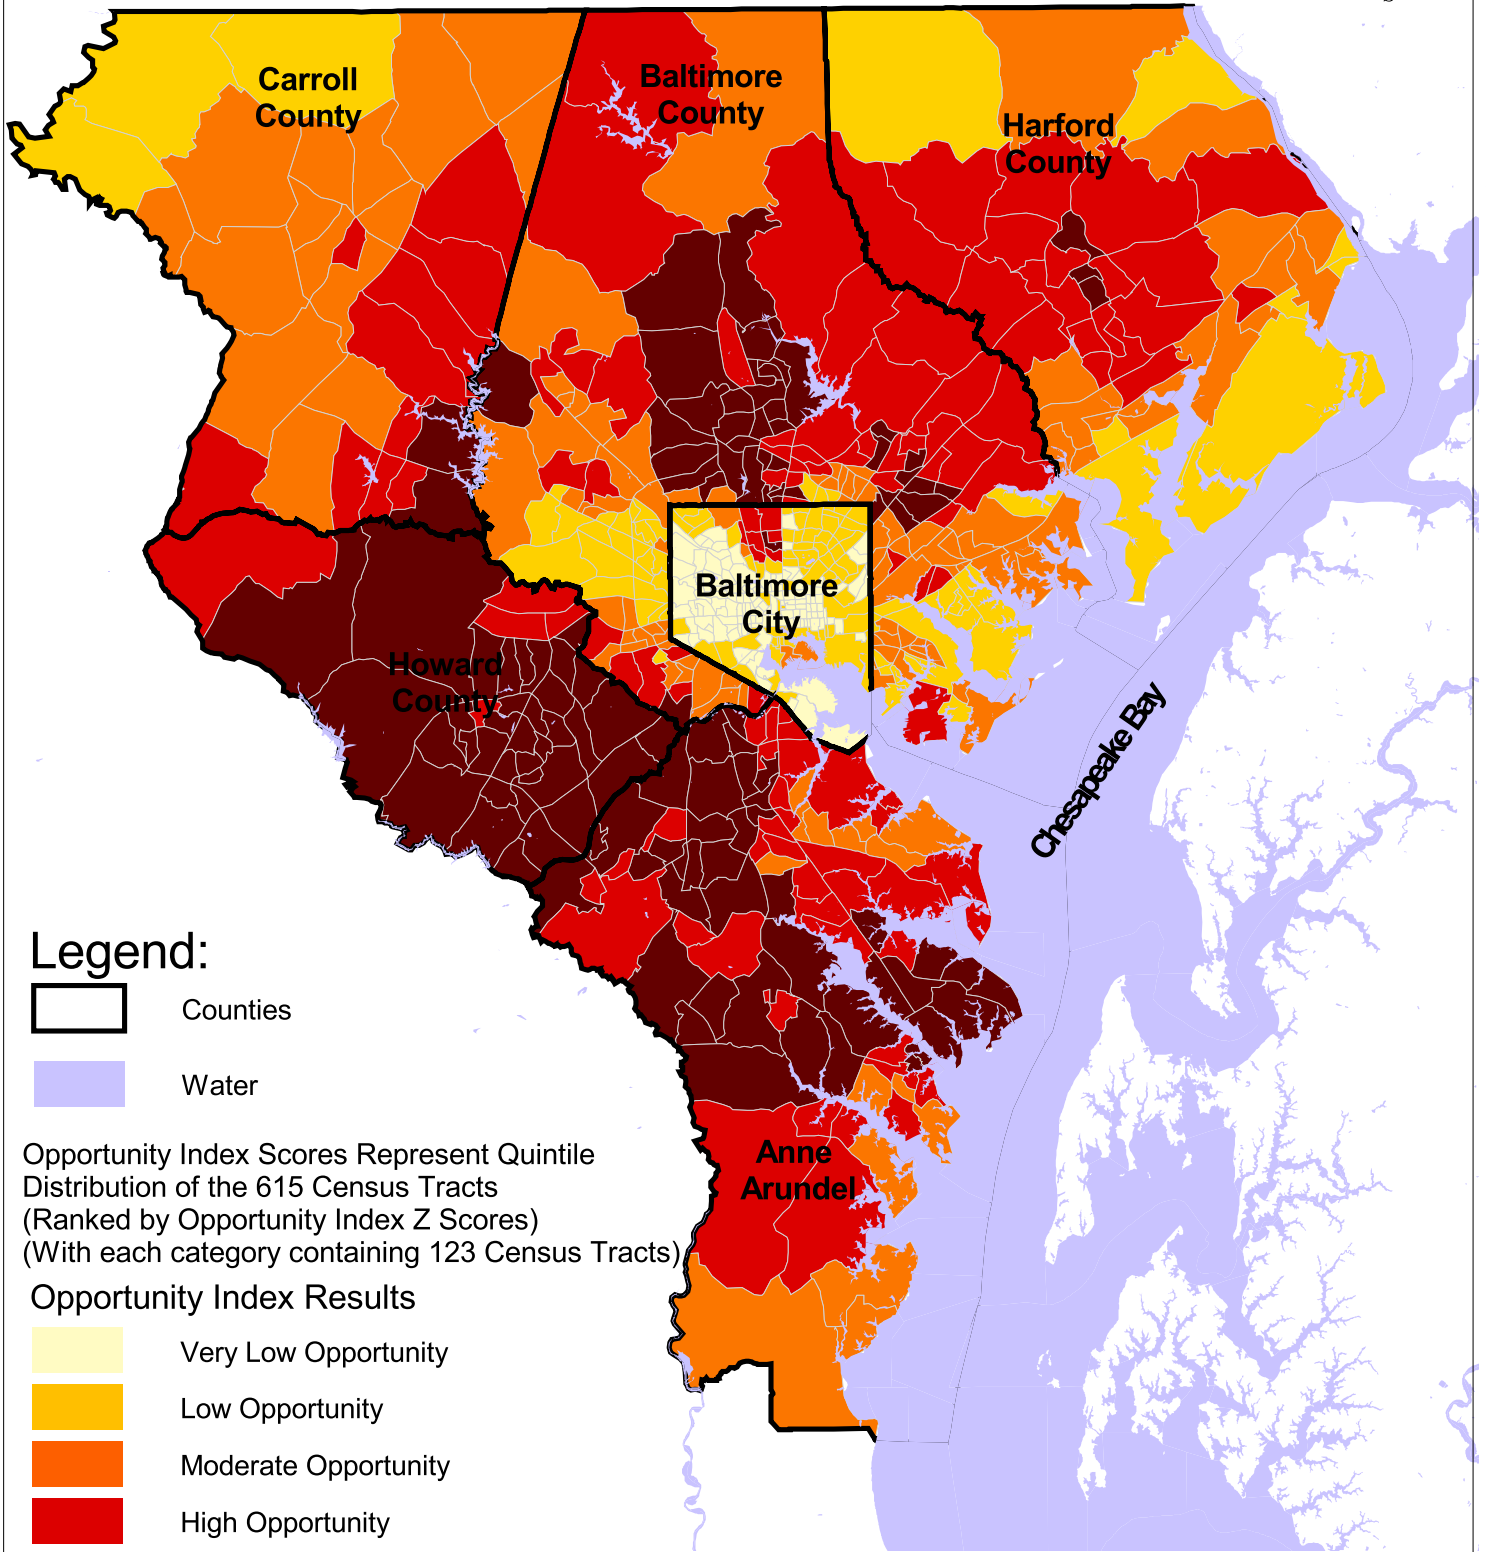 Carroll
County
Baltimore
County
Harford
County
Baltimore
City
Howard
County
Chesapeake Bay
Anne
Arundel
Legend:
Counties
Water
Opportunity Index Scores Represent Quintile
Distribution of the 615 Census Tracts
(Ranked by Opportunity Index Z Scores)
(With each category containing 123 Census Tracts)
Opportunity Index Results
Very Low Opportunity
Low Opportunity
Moderate Opportunity
High Opportunity